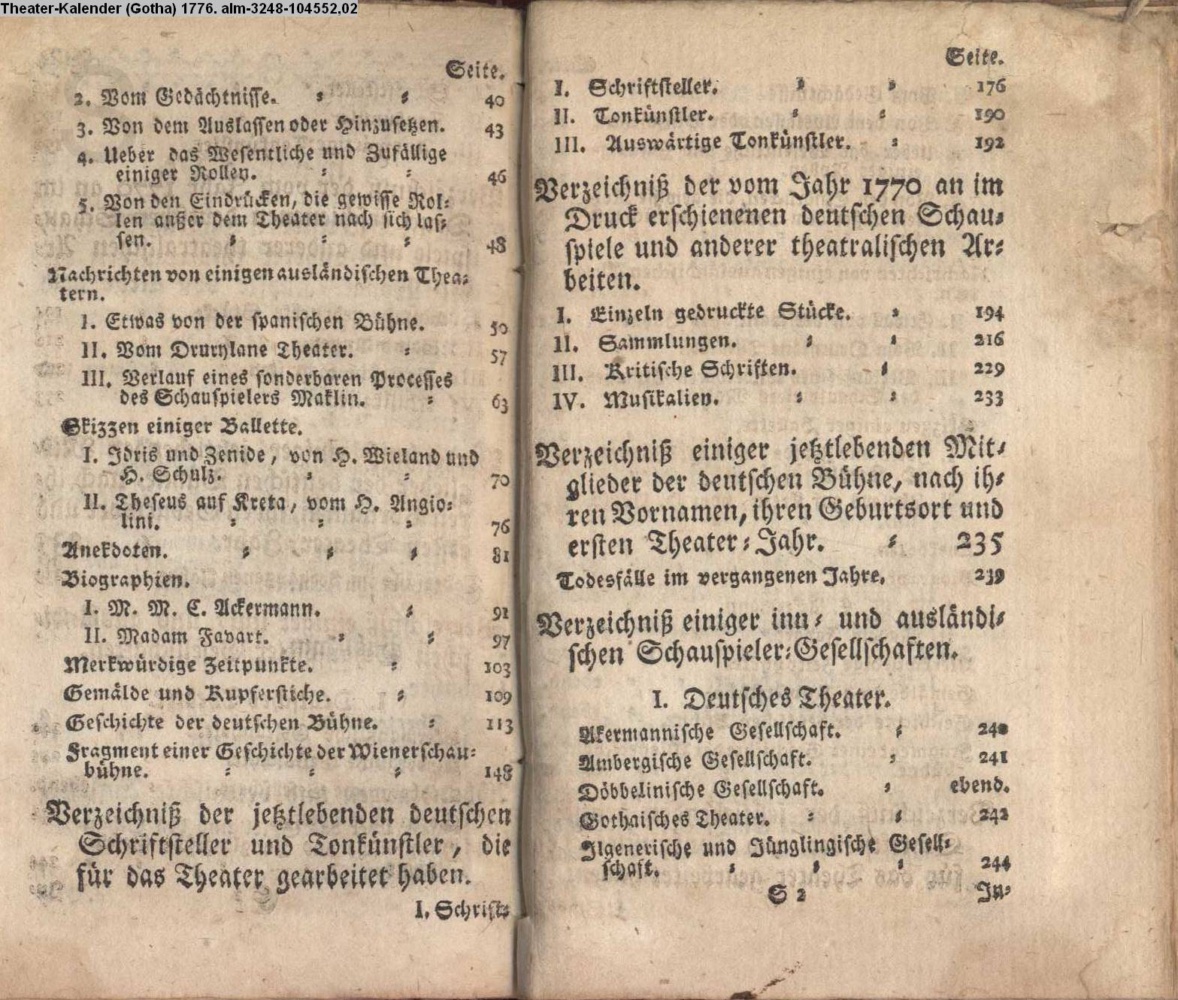 Theater-Kalender (Gotha) 1776. alm-3248-104552,02
Seite.
2. Vom Gedächtnisse. 40
3. Von dem Auslassen oder Hinzusetzen. 43
4. Ueber das Wesentliche und Zufällige
einiger Rollen. 46
5. Von den Eindrücken, die gewisse Rol-
len außer dem Theater nach sich las-
sen. 48
Nachrichten von einigen ausländischen Thea-
tern.
I. Etwas von der spanischen Bühne. 50
II. Vom Drurylane Theater. 57
III. Verlauf eines sonderbaren Processes
des Schauspielers Maklin. 63
Skizzen einiger Ballette.
I. Idris und Zenide, von H. Wieland und
H. Schulz. 70
II. Theseus auf Kreta, vom H. Angio-
lini. 76
Anekdoten. 81
Biographien.
I. M. M. C. Ackermann. 91
II. Madam Favart. 97
Merkwürdige Zeitpunkte. 103
Gemälde und Kupferstiche. 109
Geschichte der deutschen Bühne. 113
Fragment einer Geschichte der Wienerschau-
bühne. 148
Verzeichniß der jetztlebenden deutschen
Schriftsteller und Tonkünstler, die
für das Theater gearbeitet haben.
I. Schrift-
Seite.
I. Schriftsteller. 176
II. Tonkünstler. 190
III. Auswärtige Tonkünstler. 192
Verzeichniß der vom Jahr 1770 an im
Druck erschienenen deutschen Schau-
spiele und anderer theatralischen Ar-
beiten.
I. Einzeln gedruckte Stücke. 194
II. Sammlungen. 216
III. Kritische Schriften. 229
IV. Musikalien. 233
Verzeichniß einiger jetztlebenden Mit-
glieder der deutschen Bühne, nach ih-
ren Vornamen, ihren Geburtsort und
ersten Theater-Jahr. 235
Todesfälle im vergangenen Jahre. 239
Verzeichniß einiger inn- und ausländi-
schen Schauspieler-Gesellschaften.
I. Deutsches Theater.
Akermannische Gesellschaft. 240
Ambergische Gesellschaft. 241
Döbbelinische Gesellschaft. ebend.
Gothaisches Theater. 242
Ilgenerische und Jünglingische Gesell-
schaft. 244
S 2 In-